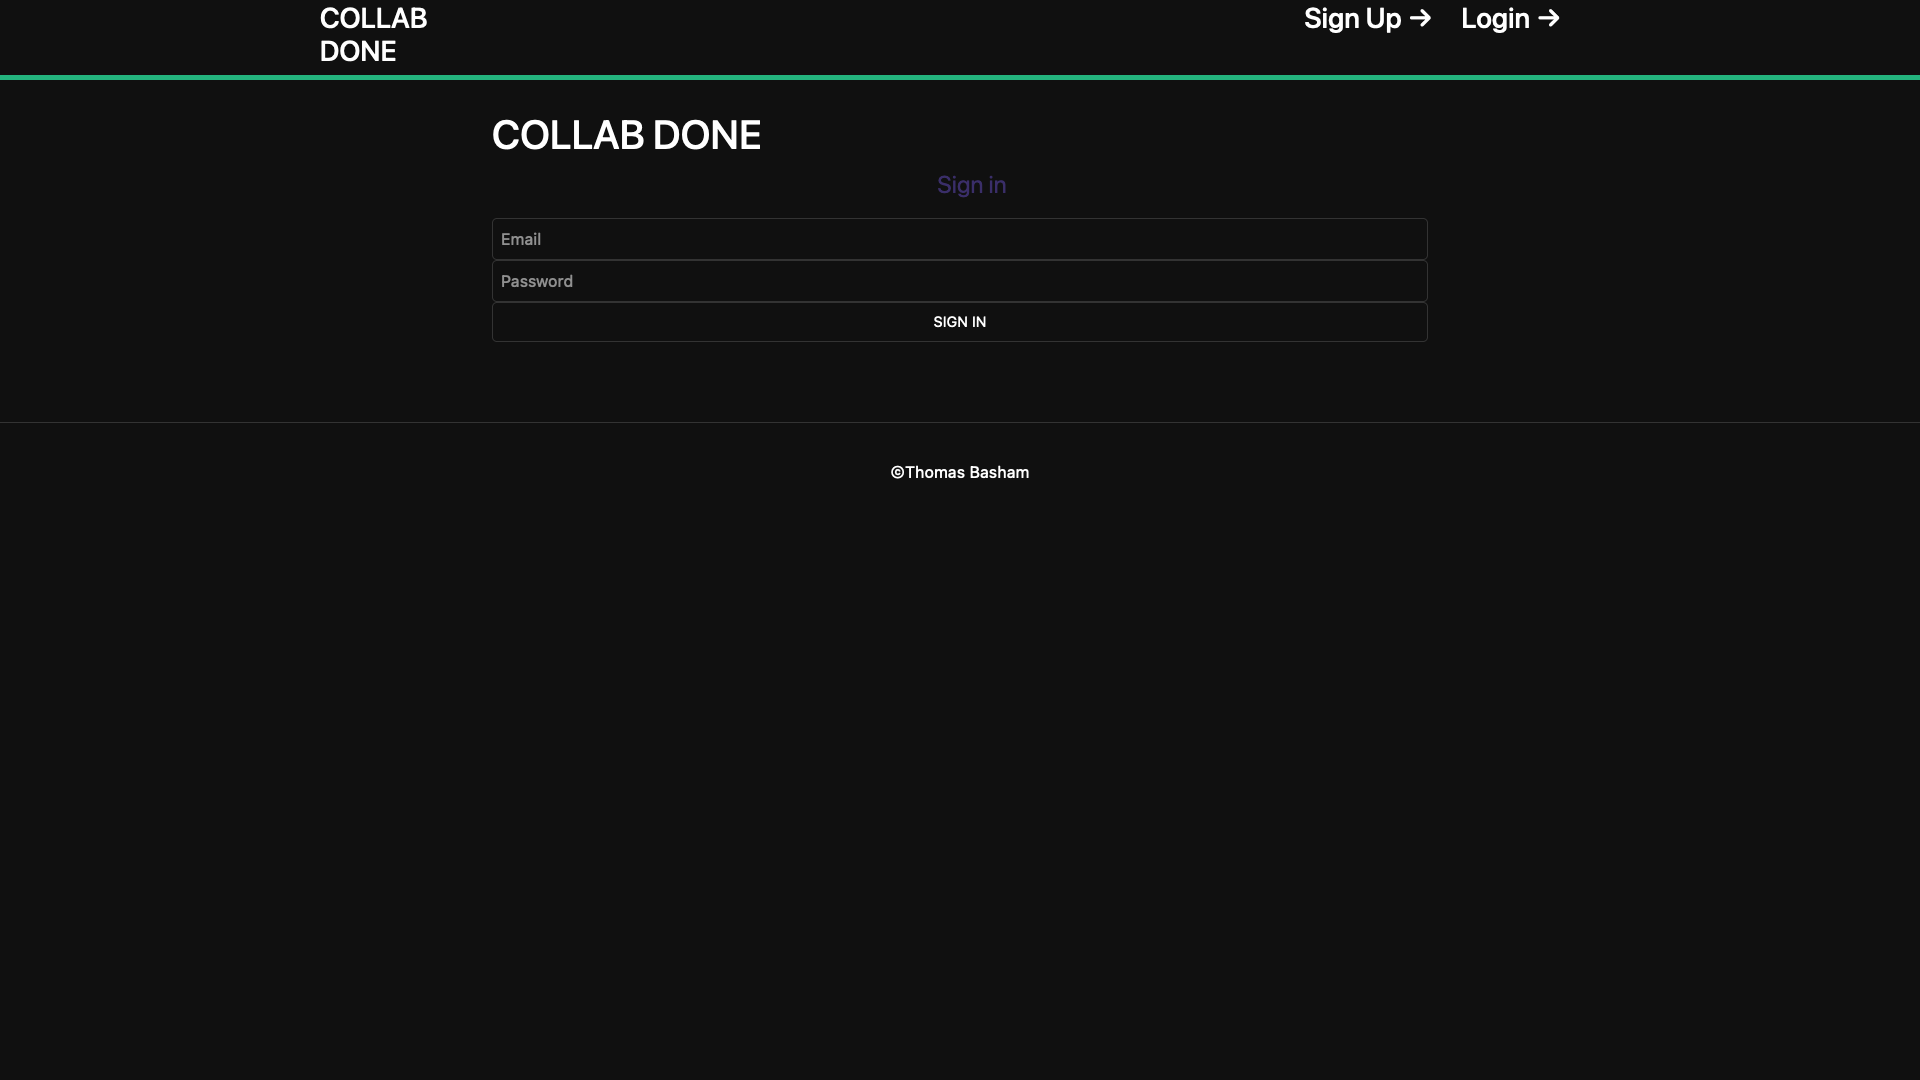 COLLAB
DONE
Sign Up →
Login →
COLLAB DONE
Sign in
Email
Password
SIGN IN
©Thomas Basham